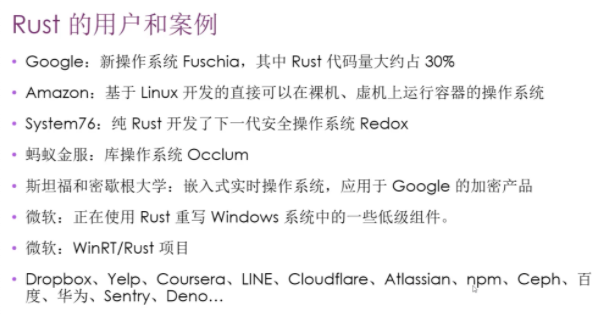 Rust 的用户和案例
• Google：新操作系统 Fuschia，其中 Rust 代码量大约占 30%
• Amazon：基于 Linux 开发的直接可以在裸机、虚机上运行容器的操作系统
• System76：纯 Rust 开发了下一代安全操作系统 Redox
• 蚂蚁金服：库操作系统 Occlum
• 斯坦福和密歇根大学：嵌入式实时操作系统，应用于 Google 的加密产品
• 微软：正在使用 Rust 重写 Windows 系统中的一些低级组件。
• 微软：WinRT/Rust 项目
• Dropbox、Yelp、Coursera、LINE、Cloudflare、Atlassian、npm、Ceph、百
度、华为、Sentry、Deno…